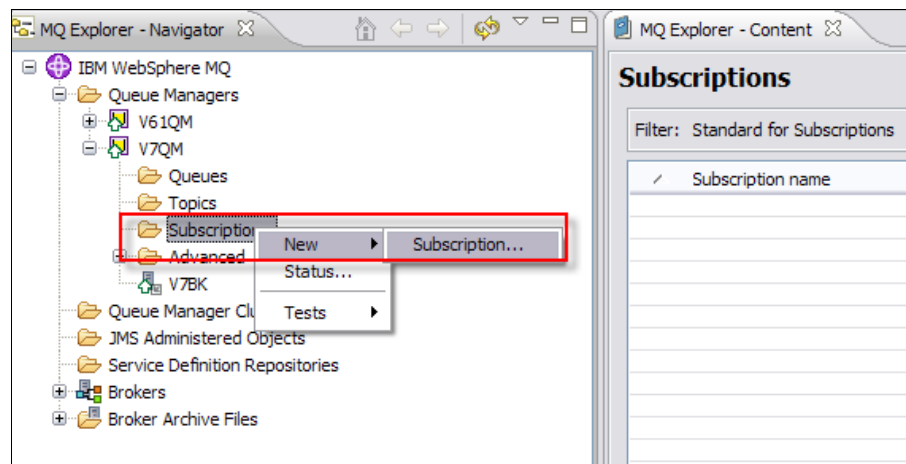 MQ Explorer - Navigator
IBM WebSphere MQ
Queue Managers
V61QM
V7QM
Queues
Topics
Subscription
New
Subscription...
Advanced
Status...
V7BK
Queue Manager Clu
Tests
JMS Administered Objects
Service Definition Repositories
Brokers
Broker Archive Files
MQ Explorer - Content
Subscriptions
Filter: Standard for Subscriptions
Subscription name